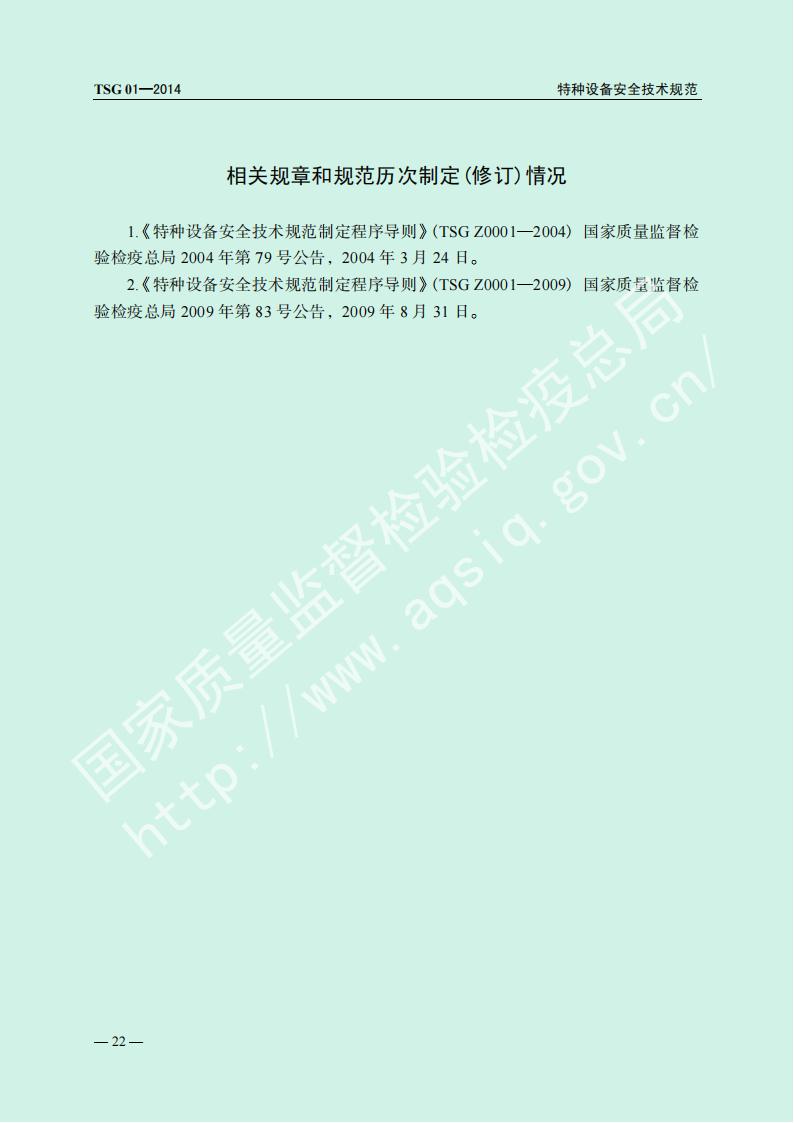 TSG 01—2014 特种设备安全技术规范
相关规章和规范历次制定(修订)情况
1.《特种设备安全技术规范制定程序导则》(TSG Z0001—2004) 国家质量监督检
验检疫总局 2004 年第 79 号公告，2004 年 3 月 24 日。
2.《特种设备安全技术规范制定程序导则》(TSG Z0001—2009) 国家质量监督检
验检疫总局 2009 年第 83 号公告，2009 年 8 月 31 日。
国家质量监督检验检疫总局
http://www.aqsiq.gov.cn/
— 22 —